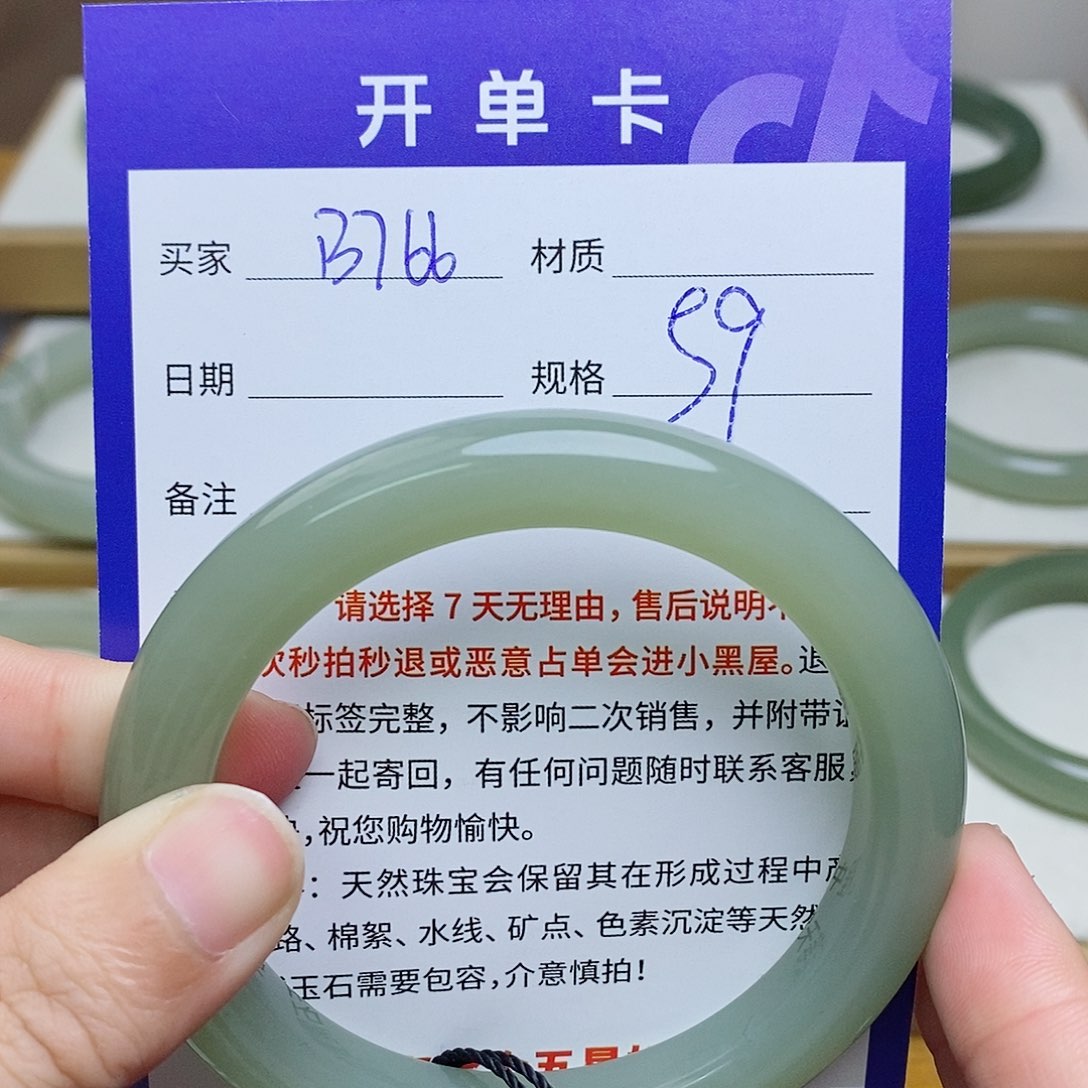 开单卡
买家 B766 材质
日期 规格 59
备注
请选择 7 天无理由,售后说明
秒拍秒退或恶意占单会进小黑屋。退
标签完整，不影响二次销售，并附带
一起寄回，有任何问题随时联系客服
,祝您购物愉快。
：天然珠宝会保留其在形成过程中
、棉絮、水线、矿点、色素沉淀等天然
玉石需要包容,介意慎拍！
五星